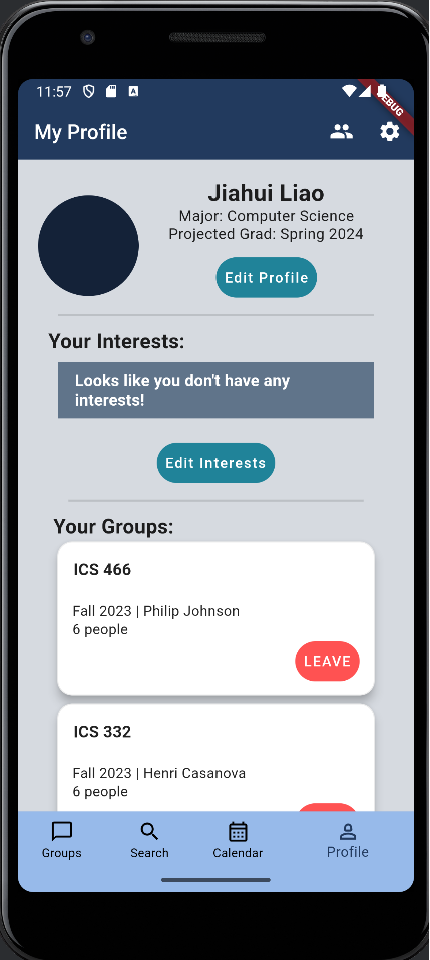 11:57
A
DEBUG
My Profile
Jiahui Liao
Major: Computer Science
Projected Grad: Spring 2024
Edit Profile
Your Interests:
Looks like you don't have any
interests!
Edit Interests
Your Groups:
ICS 466
Fall 2023 | Philip Johnson
6 people
LEAVE
ICS 332
Fall 2023 | Henri Casanova
6 people
Groups
Search
Calendar
Profile